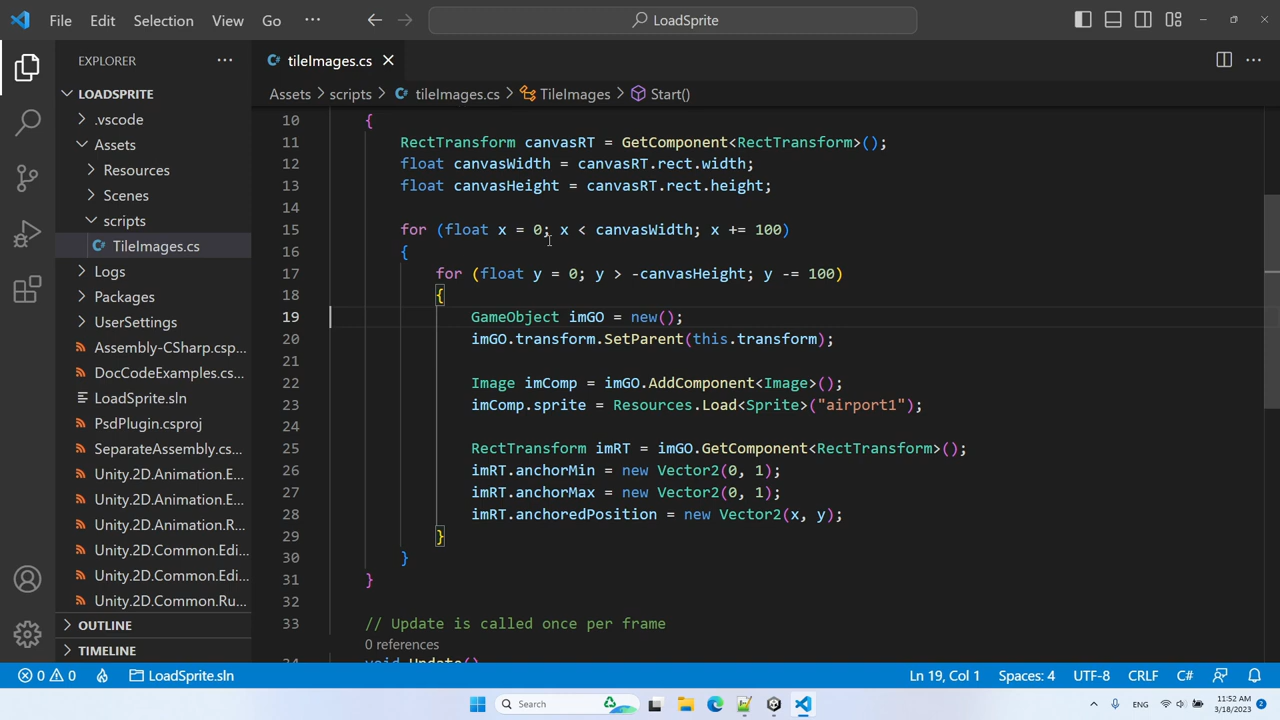 File Edit Selection View Go ··· LoadSprite
EXPLORER ···
LOADSPRITE
.vscode
Assets
Resources
Scenes
scripts
TileImages.cs
Logs
Packages
UserSettings
Assembly-CSharp.csp...
DocCodeExamples.cs...
LoadSprite.sln
PsdPlugin.csproj
SeparateAssembly.cs...
Unity.2D.Animation.E...
Unity.2D.Animation.E...
Unity.2D.Animation.R...
Unity.2D.Common.Edi...
Unity.2D.Common.Edi...
Unity.2D.Common.Ru...
OUTLINE
TIMELINE
tileImages.cs
Assets > scripts > tileImages.cs > TileImages > Start()
10 {
11 RectTransform canvasRT = GetComponent<RectTransform>();
12 float canvasWidth = canvasRT.rect.width;
13 float canvasHeight = canvasRT.rect.height;
14
15 for (float x = 0; x < canvasWidth; x += 100)
16 {
17 for (float y = 0; y > -canvasHeight; y -= 100)
18 {
19 GameObject imGO = new();
20 imGO.transform.SetParent(this.transform);
21
22 Image imComp = imGO.AddComponent<Image>();
23 imComp.sprite = Resources.Load<Sprite>("airport1");
24
25 RectTransform imRT = imGO.GetComponent<RectTransform>();
26 imRT.anchorMin = new Vector2(0, 1);
27 imRT.anchorMax = new Vector2(0, 1);
28 imRT.anchoredPosition = new Vector2(x, y);
29 }
30 }
31 }
32
33 // Update is called once per frame
0 references
34 void Update()
0 0 LoadSprite.sln Ln 19, Col 1 Spaces: 4 UTF-8 CRLF C#
Search ENG 11:52 AM
3/18/2023 2